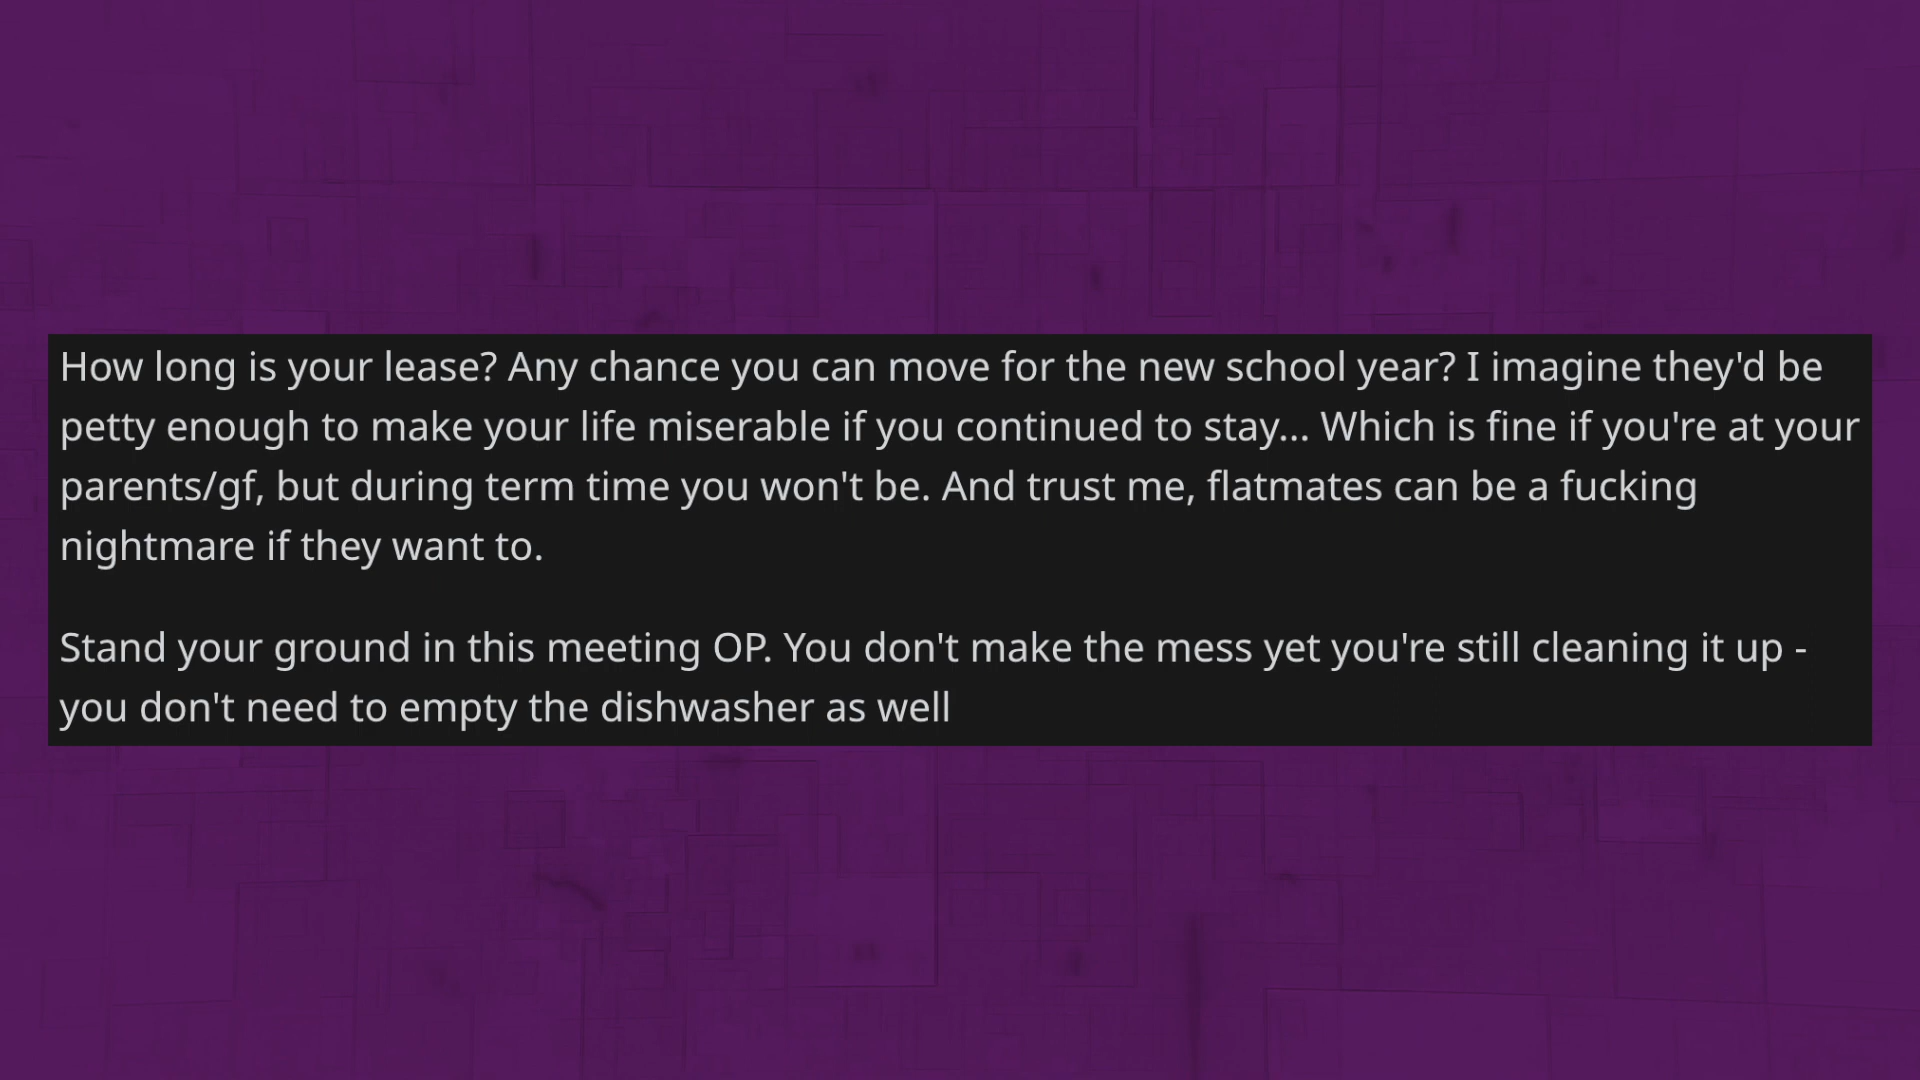 How long is your lease? Any chance you can move for the new school year? I imagine they'd be
petty enough to make your life miserable if you continued to stay... Which is fine if you're at your
parents/gf, but during term time you won't be. And trust me, flatmates can be a fucking
nightmare if they want to.
Stand your ground in this meeting OP. You don't make the mess yet you're still cleaning it up -
you don't need to empty the dishwasher as well